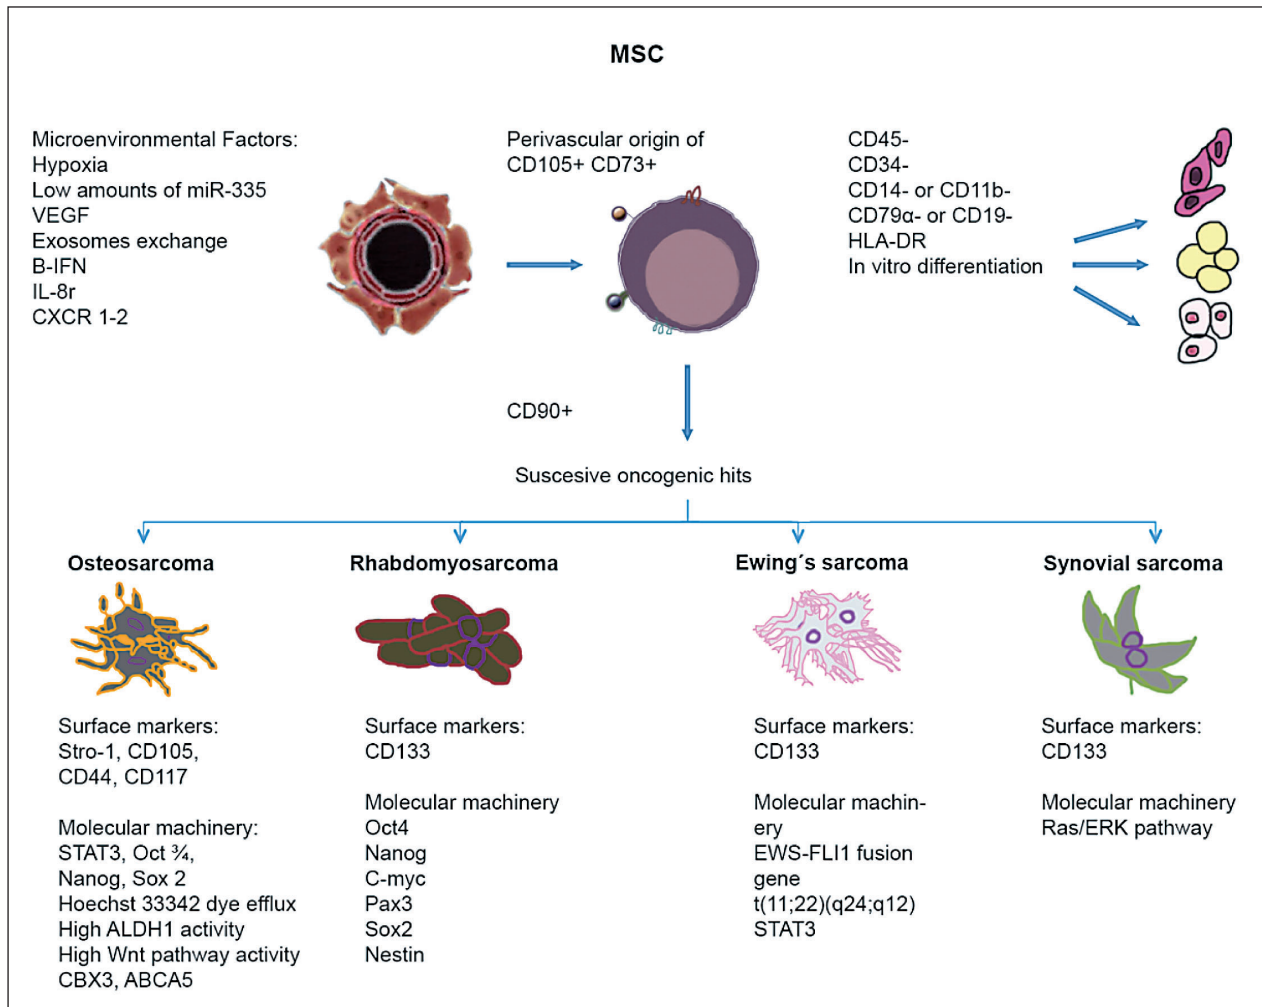 MSC
Microenvironmental Factors:
Hypoxia
Low amounts of miR-335
VEGF
Exosomes exchange
B-IFN
IL-8r
CXCR 1-2
Perivascular origin of
CD105+ CD73+
CD45-
CD34-
CD14- or CD11b-
CD79α- or CD19-
HLA-DR
In vitro differentiation
CD90+
Suscesive oncogenic hits
Osteosarcoma
Surface markers:
Stro-1, CD105,
CD44, CD117
Molecular machinery:
STAT3, Oct ¾,
Nanog, Sox 2
Hoechst 33342 dye efflux
High ALDH1 activity
High Wnt pathway activity
CBX3, ABCA5
Rhabdomyosarcoma
Surface markers:
CD133
Molecular machinery
Oct4
Nanog
C-myc
Pax3
Sox2
Nestin
Ewing´s sarcoma
Surface markers:
CD133
Molecular machin-
ery
EWS-FLI1 fusion
gene
t(11;22)(q24;q12)
STAT3
Synovial sarcoma
Surface markers:
CD133
Molecular machinery
Ras/ERK pathway